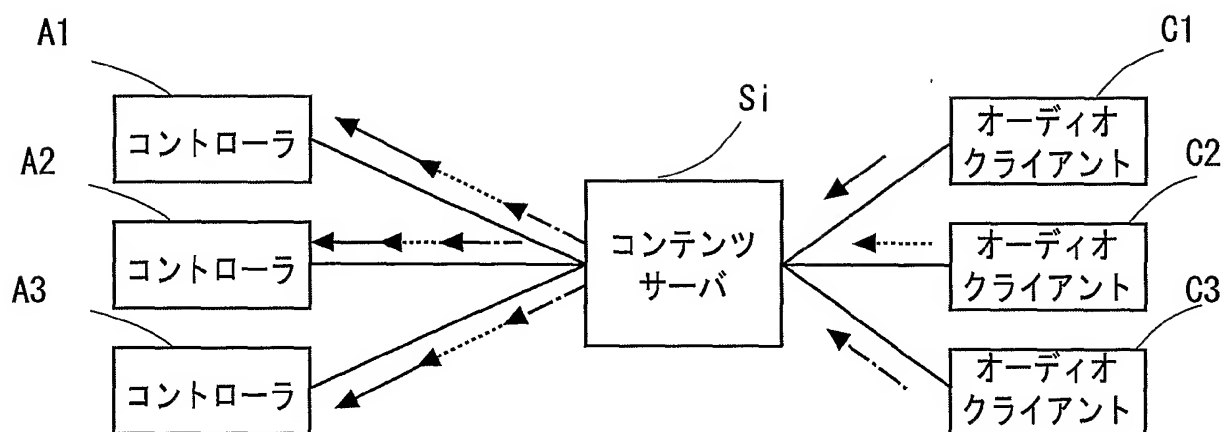 A1
コントローラ
A2
コントローラ
A3
コントローラ
Si
コンテンツ
サーバ
C1
オーディオ
クライアント
C2
オーディオ
クライアント
C3
オーディオ
クライアント